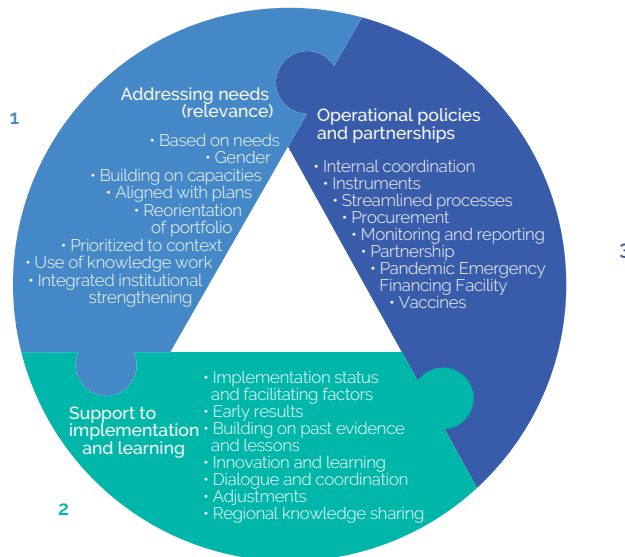 1
Addressing needs
(relevance)
• Based on needs
• Gender
• Building on capacities
• Aligned with plans
• Reorientation
of portfolio
• Prioritized to context
• Use of knowledge work
• Integrated institutional
strengthening
Operational policies
and partnerships
• Internal coordination
• Instruments
• Streamlined processes
• Procurement
• Monitoring and reporting
• Partnership
• Pandemic Emergency
Financing Facility
• Vaccines
3
Support to
implementation
and learning
• Implementation status
and facilitating factors
• Early results
• Building on past evidence
and lessons
• Innovation and learning
• Dialogue and coordination
• Adjustments
• Regional knowledge sharing
2